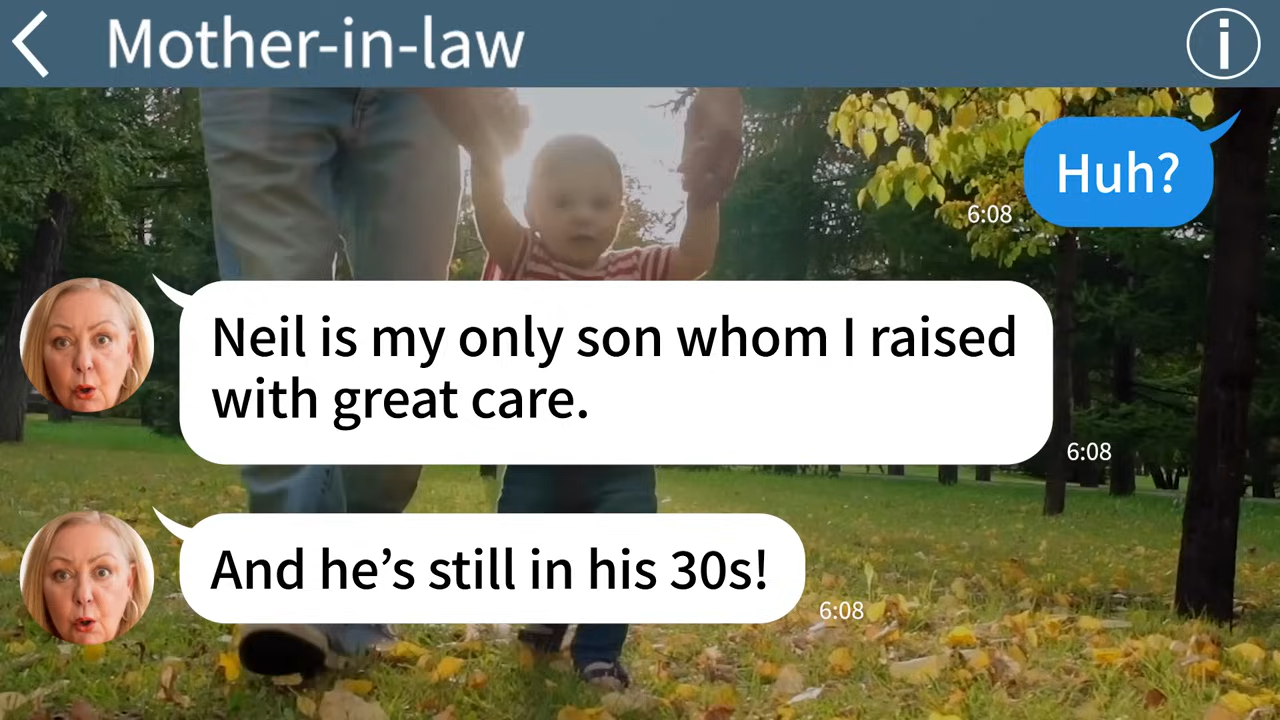 Mother-in-law
Huh?
6:08
Neil is my only son whom I raised
with great care.
6:08
And he’s still in his 30s!
6:08